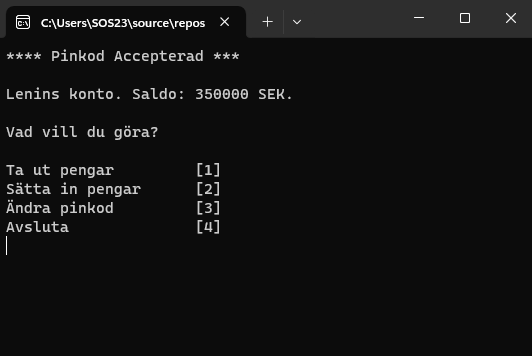 C:\Users\SOS23\source\repos
**** Pinkod Accepterad ***
Lenins konto. Saldo: 350000 SEK.
Vad vill du göra?
Ta ut pengar [1]
Sätta in pengar [2]
Ändra pinkod [3]
Avsluta [4]